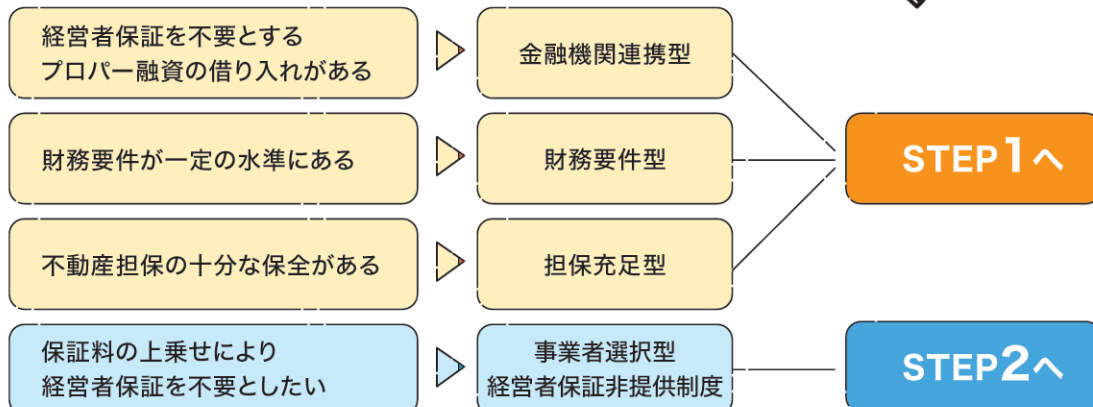 経営者保証を不要とする
プロパー融資の借り入れがある
金融機関連携型
財務要件が一定の水準にある
財務要件型
STEP1へ
不動産担保の十分な保全がある
担保充足型
保証料の上乗せにより
経営者保証を不要としたい
事業者選択型
経営者保証非提供制度
STEP2へ